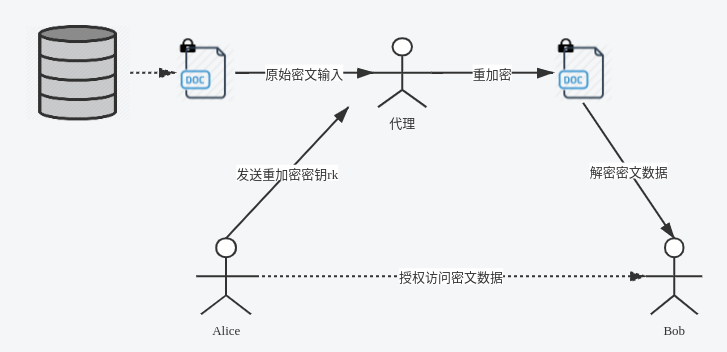 DOC
原始密文输入
重加密
DOC
代理
发送重加密密钥rk
解密密文数据
授权访问密文数据
Alice
Bob